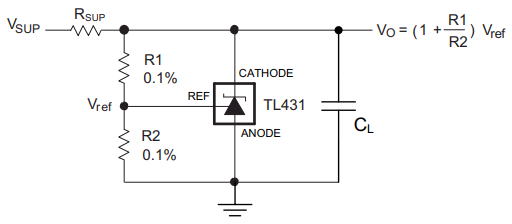 VSUP
RSUP
VO = (1 + R1
R2
) Vref
R1
0.1%
CATHODE
Vref
REF
TL431
R2
0.1%
ANODE
CL